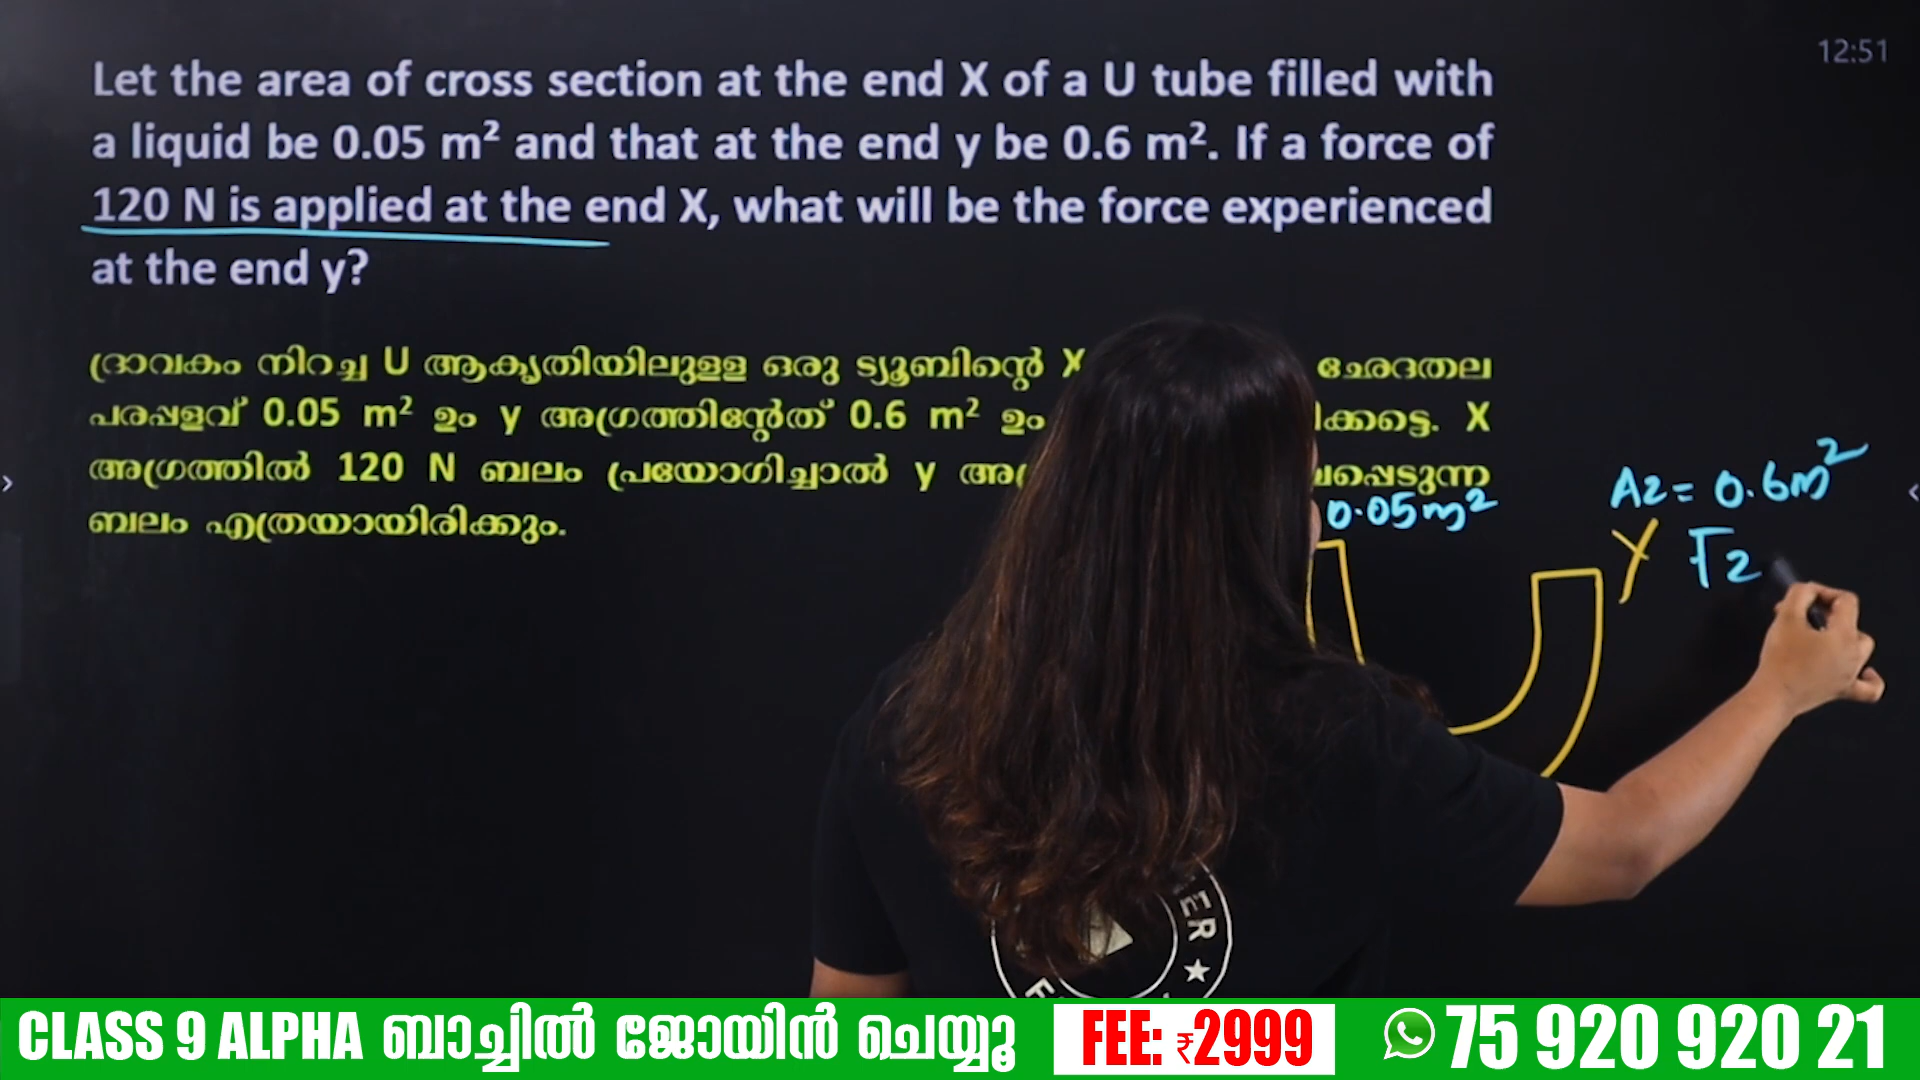 12:51
Let the area of cross section at the end X of a U tube filled with
a liquid be 0.05 m² and that at the end y be 0.6 m². If a force of
120 N is applied at the end X, what will be the force experienced
at the end y?
ദ്രാവകം നിറച്ച U ആകൃതിയിലുള്ള ഒരു ട്യൂബിന്റെ X ഛേദതല
പരപ്പളവ് 0.05 m² ഉം y അഗ്രത്തിന്റേത് 0.6 m² ഉം ിക്കട്ടെ. X
അഗ്രത്തിൽ 120 N ബലം പ്രയോഗിച്ചാൽ y
ബലം എത്രയായിരിക്കും.
0.05m²
A2 = 0.6m²
Y F2
CLASS 9 ALPHA ബാച്ചിൽ ജോയിൻ ചെയ്യൂ FEE: ₹2999 75 920 920 21